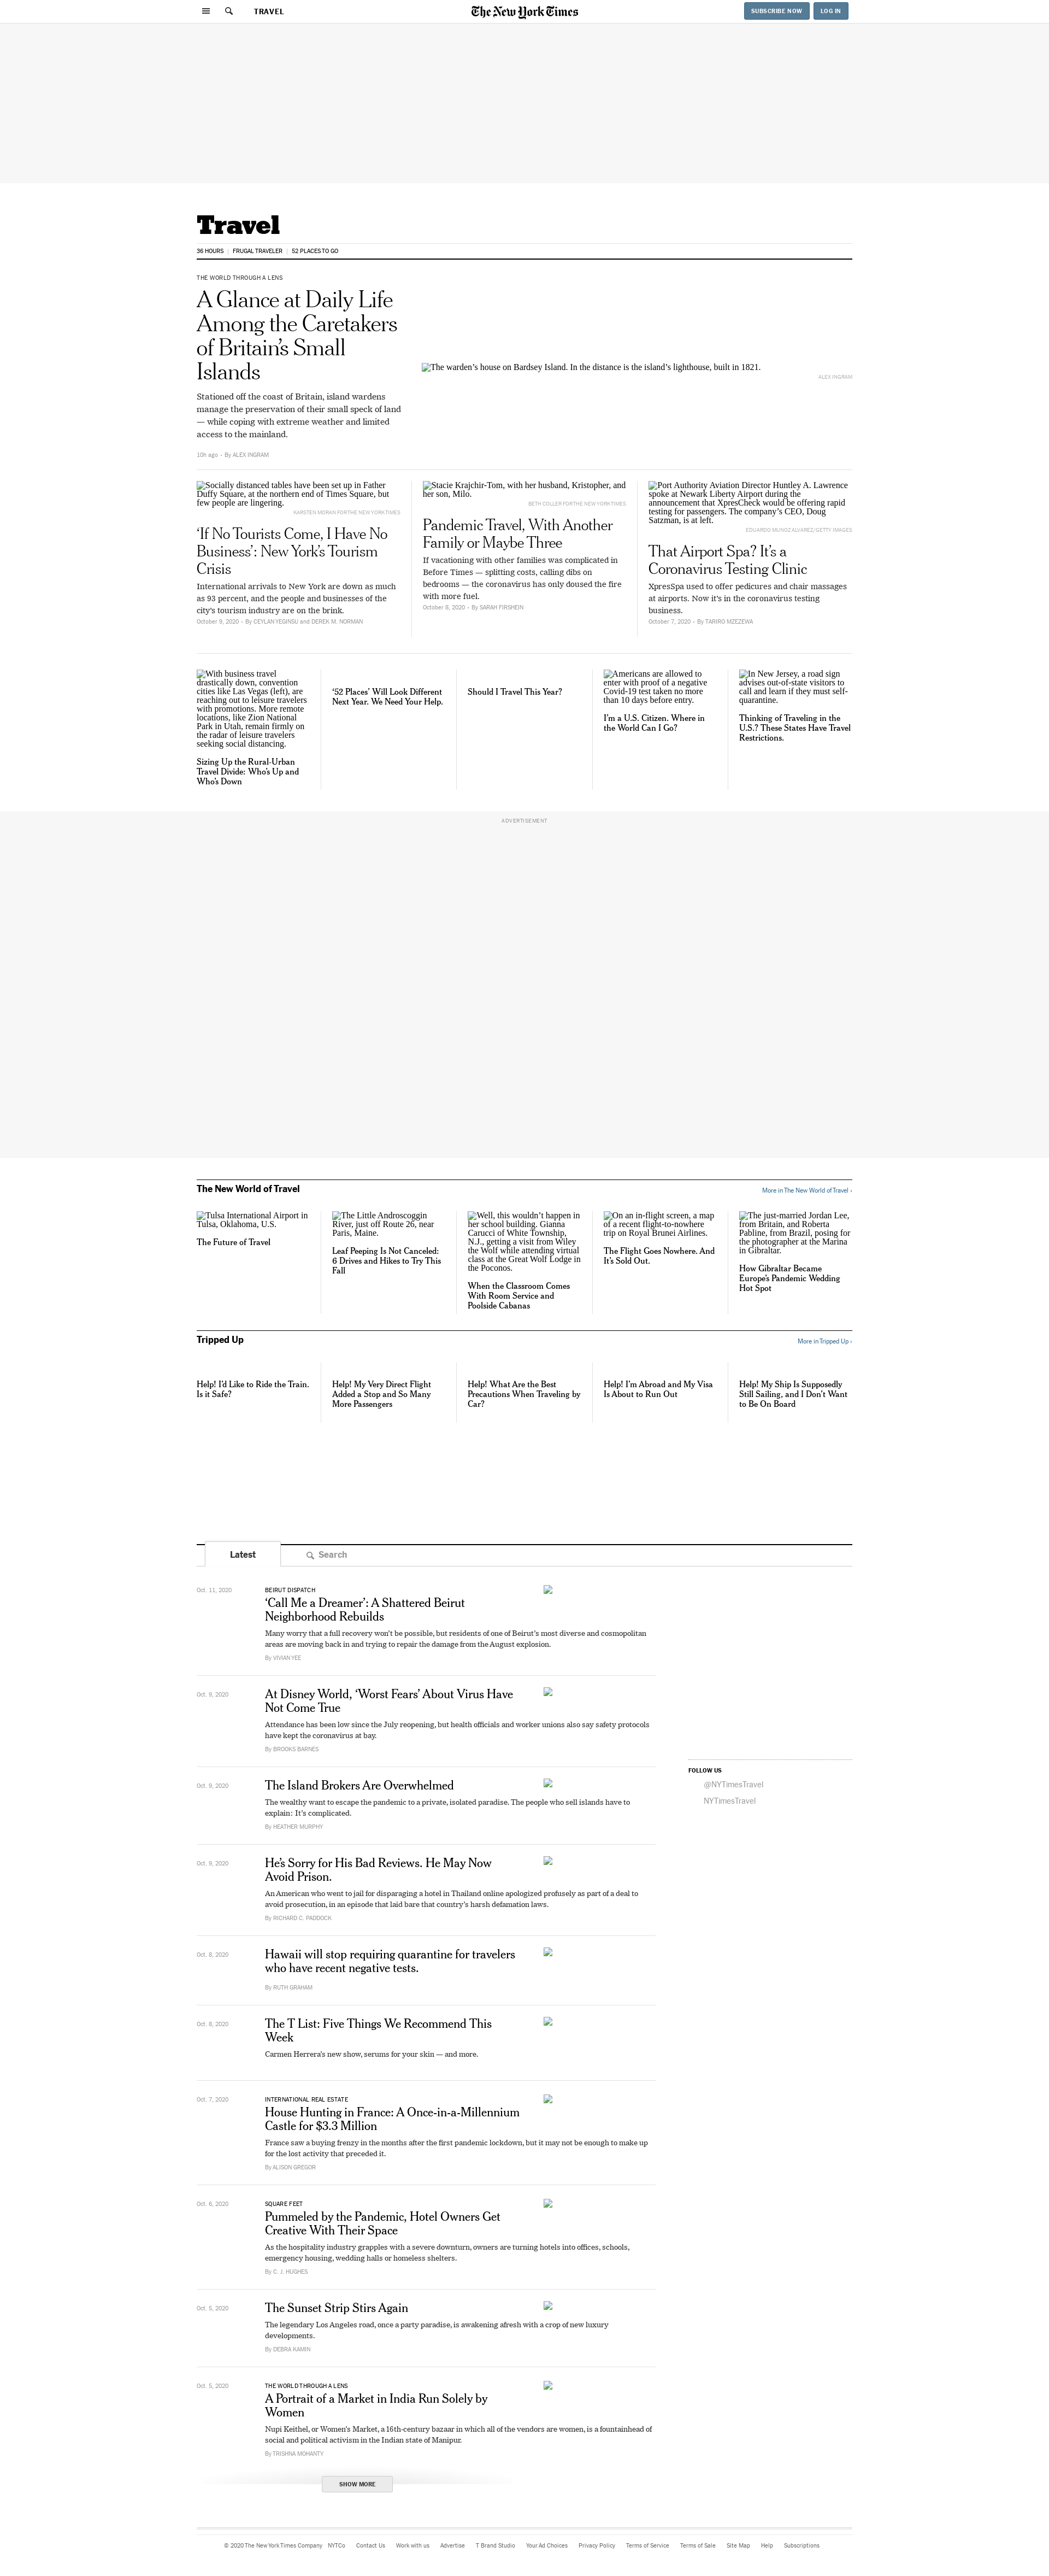 TRAVEL
The New York Times
SUBSCRIBE NOW
LOG IN
Travel
36 HOURS
FRUGAL TRAVELER
52 PLACES TO GO
THE WORLD THROUGH A LENS
A Glance at Daily Life
Among the Caretakers
of Britain's Small
Islands
Stationed off the coast of Britain, island wardens
manage the preservation of their small speck of land
— while coping with extreme weather and limited
access to the mainland.
10h ago • By ALEX INGRAM
The warden's house on Bardsey Island. In the distance is the island's lighthouse, built in 1821.
ALEX INGRAM
Socially distanced tables have been set up in Father
Duffy Square, at the northern end of Times Square, but
few people are lingering.
KARSTEN MORAN FOR THE NEW YORK TIMES
'If No Tourists Come, I Have No
Business': New York's Tourism
Crisis
International arrivals to New York are down as much
as 93 percent, and the people and businesses of the
city's tourism industry are on the brink.
October 9, 2020 • By CEYLAN YEGINSU and DEREK M. NORMAN
Stacie Krajchir-Tom, with her husband, Kristopher, and
her son, Milo.
BETH COLLER FOR THE NEW YORK TIMES
Pandemic Travel, With Another
Family or Maybe Three
If vacationing with other families was complicated in
Before Times — splitting costs, calling dibs on
bedrooms — the coronavirus has only doused the fire
with more fuel.
October 8, 2020 • By SARAH FIRSHEIN
Port Authority Aviation Director Huntley A. Lawrence
spoke at Newark Liberty Airport during the
announcement that XpresCheck would be offering rapid
testing for passengers. The company's CEO, Doug
Satzman, is at left.
EDUARDO MUNOZ ALVAREZ/GETTY IMAGES
That Airport Spa? It's a
Coronavirus Testing Clinic
XpresSpa used to offer pedicures and chair massages
at airports. Now it's in the coronavirus testing
business.
October 7, 2020 • By TARIRO MZEZEWA
With business travel
drastically down, convention
cities like Las Vegas (left), are
reaching out to leisure travelers
with promotions. More remote
locations, like Zion National
Park in Utah, remain firmly on
the radar of leisure travelers
seeking social distancing.
Sizing Up the Rural-Urban
Travel Divide: Who's Up and
Who's Down
'52 Places' Will Look Different
Next Year. We Need Your Help.
Should I Travel This Year?
Americans are allowed to
enter with proof of a negative
Covid-19 test taken no more
than 10 days before entry.
I'm a U.S. Citizen. Where in
the World Can I Go?
In New Jersey, a road sign
advises out-of-state visitors to
call and learn if they must self-
quarantine.
Thinking of Traveling in the
U.S.? These States Have Travel
Restrictions.
ADVERTISEMENT
The New World of Travel
More in The New World of Travel ›
Tulsa International Airport in
Tulsa, Oklahoma, U.S.
The Future of Travel
The Little Androscoggin
River, just off Route 26, near
Paris, Maine.
Leaf Peeping Is Not Canceled:
6 Drives and Hikes to Try This
Fall
Well, this wouldn't happen in
her school building. Gianna
Carucci of White Township,
N.J., getting a visit from Wiley
the Wolf while attending virtual
class at the Great Wolf Lodge in
the Poconos.
When the Classroom Comes
With Room Service and
Poolside Cabanas
On an in-flight screen, a map
of a recent flight-to-nowhere
trip on Royal Brunei Airlines.
The Flight Goes Nowhere. And
It's Sold Out.
The just-married Jordan Lee,
from Britain, and Roberta
Pabline, from Brazil, posing for
the photographer at the Marina
in Gibraltar.
How Gibraltar Became
Europe's Pandemic Wedding
Hot Spot
Tripped Up
More in Tripped Up ›
Help! I'd Like to Ride the Train.
Is it Safe?
Help! My Very Direct Flight
Added a Stop and So Many
More Passengers
Help! What Are the Best
Precautions When Traveling by
Car?
Help! I'm Abroad and My Visa
Is About to Run Out
Help! My Ship Is Supposedly
Still Sailing, and I Don't Want
to Be On Board
Latest
Search
Oct. 11, 2020
BEIRUT DISPATCH
'Call Me a Dreamer': A Shattered Beirut
Neighborhood Rebuilds
Many worry that a full recovery won't be possible, but residents of one of Beirut's most diverse and cosmopolitan
areas are moving back in and trying to repair the damage from the August explosion.
By VIVIAN YEE
Oct. 9, 2020
At Disney World, 'Worst Fears' About Virus Have
Not Come True
Attendance has been low since the July reopening, but health officials and worker unions also say safety protocols
have kept the coronavirus at bay.
By BROOKS BARNES
Oct. 9, 2020
The Island Brokers Are Overwhelmed
The wealthy want to escape the pandemic to a private, isolated paradise. The people who sell islands have to
explain: It's complicated.
By HEATHER MURPHY
FOLLOW US
@NYTimesTravel
NYTimesTravel
Oct. 9, 2020
He's Sorry for His Bad Reviews. He May Now
Avoid Prison.
An American who went to jail for disparaging a hotel in Thailand online apologized profusely as part of a deal to
avoid prosecution, in an episode that laid bare that country's harsh defamation laws.
By RICHARD C. PADDOCK
Oct. 8, 2020
Hawaii will stop requiring quarantine for travelers
who have recent negative tests.
By RUTH GRAHAM
Oct. 8, 2020
The T List: Five Things We Recommend This
Week
Carmen Herrera's new show, serums for your skin — and more.
Oct. 7, 2020
INTERNATIONAL REAL ESTATE
House Hunting in France: A Once-in-a-Millennium
Castle for $3.3 Million
France saw a buying frenzy in the months after the first pandemic lockdown, but it may not be enough to make up
for the lost activity that preceded it.
By ALISON GREGOR
Oct. 6, 2020
SQUARE FEET
Pummeled by the Pandemic, Hotel Owners Get
Creative With Their Space
As the hospitality industry grapples with a severe downturn, owners are turning hotels into offices, schools,
emergency housing, wedding halls or homeless shelters.
By C. J. HUGHES
Oct. 5, 2020
The Sunset Strip Stirs Again
The legendary Los Angeles road, once a party paradise, is awakening afresh with a crop of new luxury
developments.
By DEBRA KAMIN
Oct. 5, 2020
THE WORLD THROUGH A LENS
A Portrait of a Market in India Run Solely by
Women
Nupi Keithel, or Women's Market, a 16th-century bazaar in which all of the vendors are women, is a fountainhead of
social and political activism in the Indian state of Manipur.
By TRISHNA MOHANTY
SHOW MORE
© 2020 The New York Times Company NYTCo Contact Us Work with us Advertise T Brand Studio Your Ad Choices Privacy Policy Terms of Service Terms of Sale Site Map Help Subscriptions